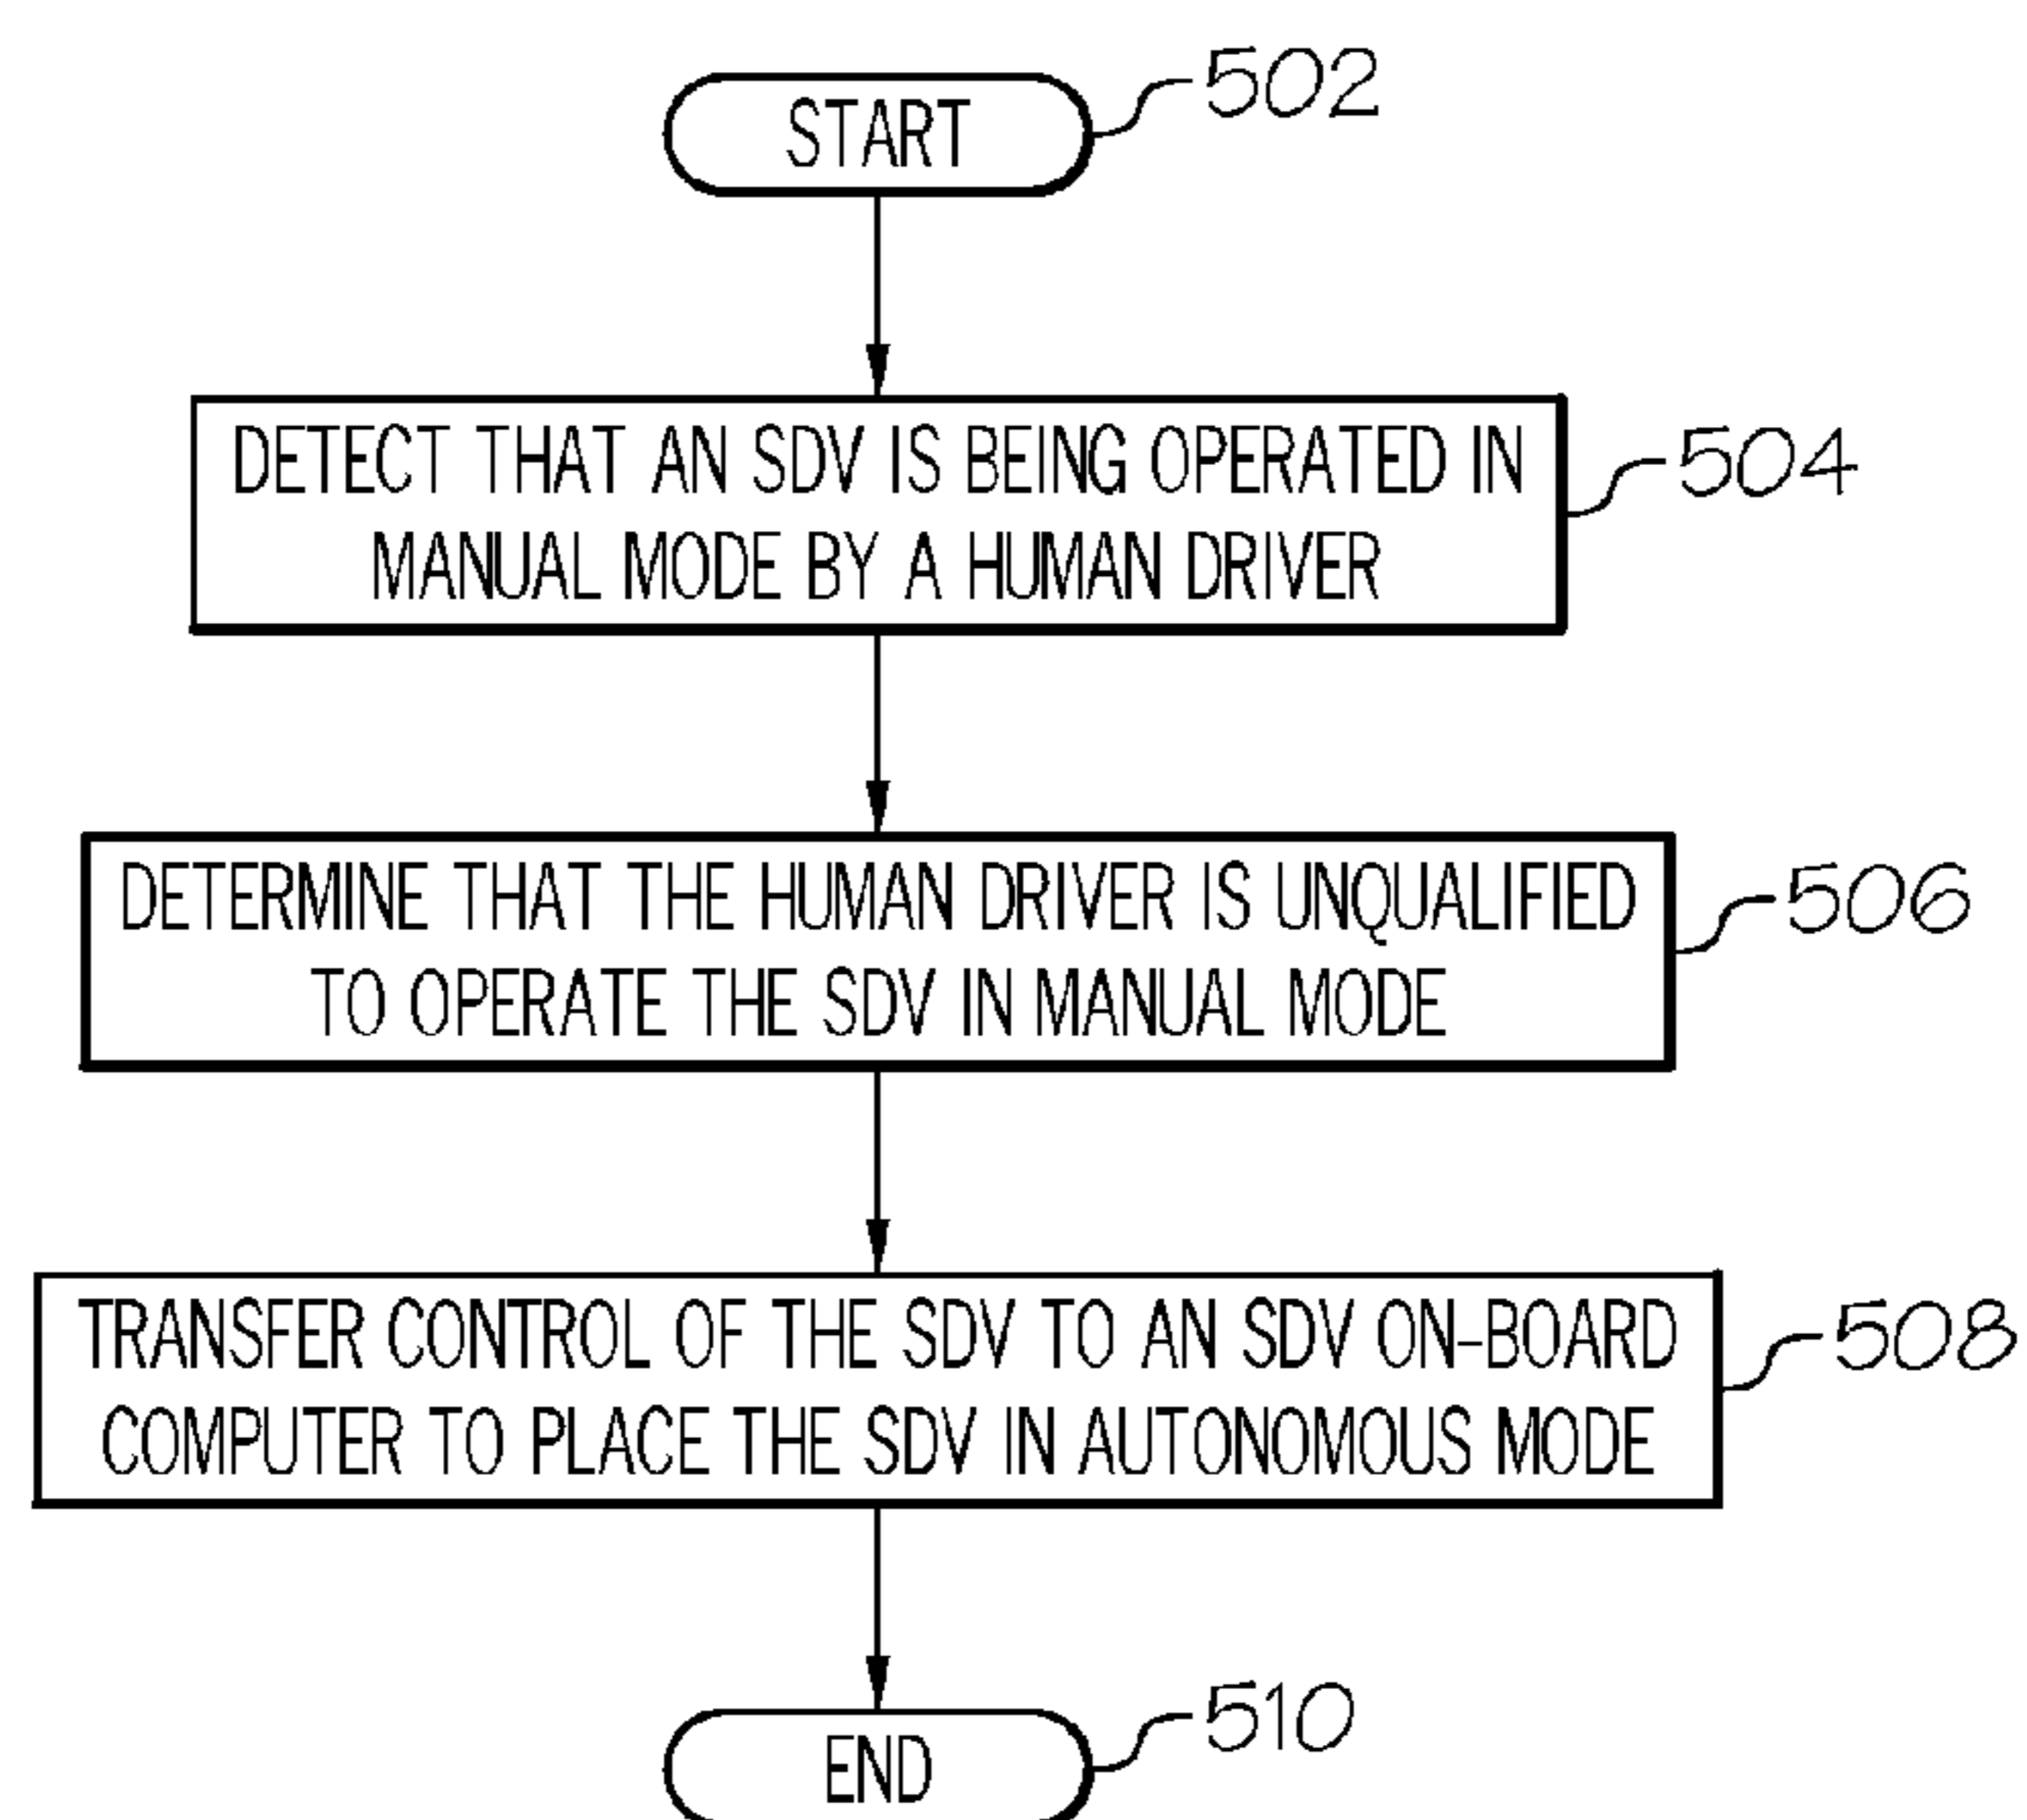 START
502
DETECT THAT AN SDV IS BEING OPERATED IN
MANUAL MODE BY A HUMAN DRIVER
504
DETERMINE THAT THE HUMAN DRIVER IS UNQUALIFIED
TO OPERATE THE SDV IN MANUAL MODE
506
TRANSFER CONTROL OF THE SDV TO AN SDV ON-BOARD
COMPUTER TO PLACE THE SDV IN AUTONOMOUS MODE
508
END
510